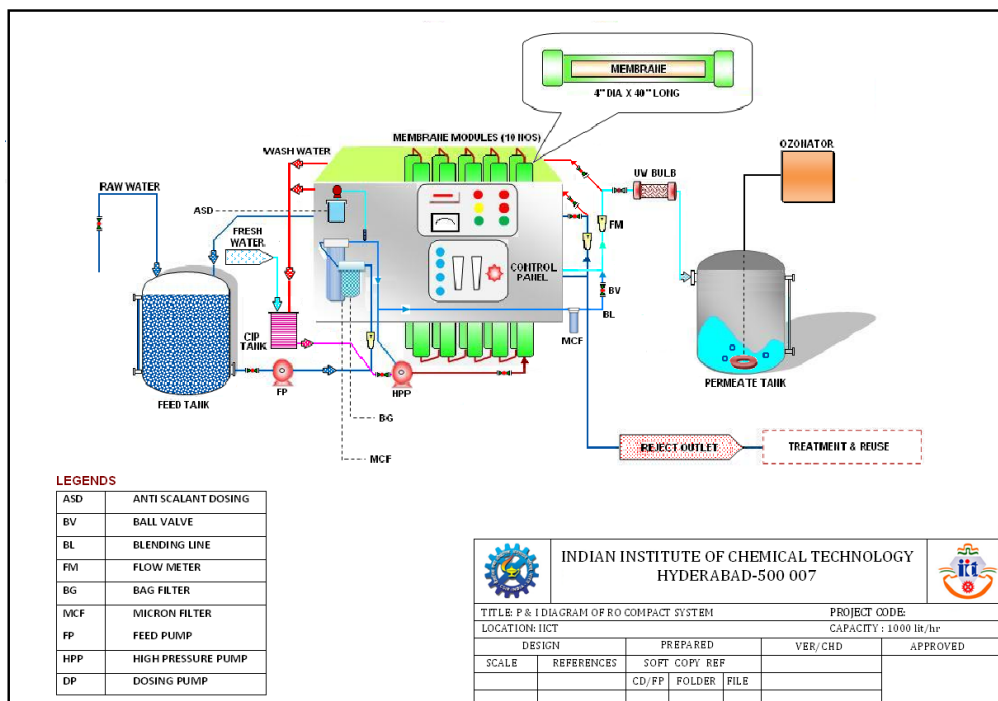 MEMBRANE
4" DIA X 40" LONG
MEMBRANE MODULES (10 NOS)
OZONATOR
WASH WATER
UW BULB
RAW WATER
ASD
FRESH
WATER
FM
CONTROL
PANEL
BV
BL
CIP
TANK
MCF
FEED TANK
FP
HPP
PERMEATE TANK
BG
REJECT OUTLET
TREATMENT & REUSE
MCF
LEGENDS
ASD ANTI SCALANT DOSING
BV BALL VALVE
BL BLENDING LINE
FM FLOW METER
BG BAG FILTER
MCF MICRON FILTER
FP FEED PUMP
HPP HIGH PRESSURE PUMP
DP DOSING PUMP
INDIAN INSTITUTE OF CHEMICAL TECHNOLOGY
HYDERABAD-500 007
TITLE: P & I DIAGRAM OF RO COMPACT SYSTEM PROJECT CODE:
LOCATION: IICT CAPACITY : 1000 lit/hr
DESIGN PREPARED VER/CHD APPROVED
SCALE REFERENCES SOFT COPY REF
CD/FP FOLDER FILE